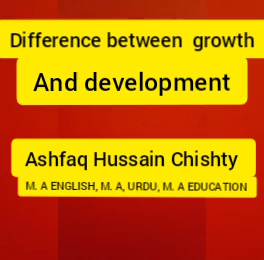 Difference between growth
And development
Ashfaq Hussain Chishty
M. A ENGLISH, M. A, URDU, M. A EDUCATION